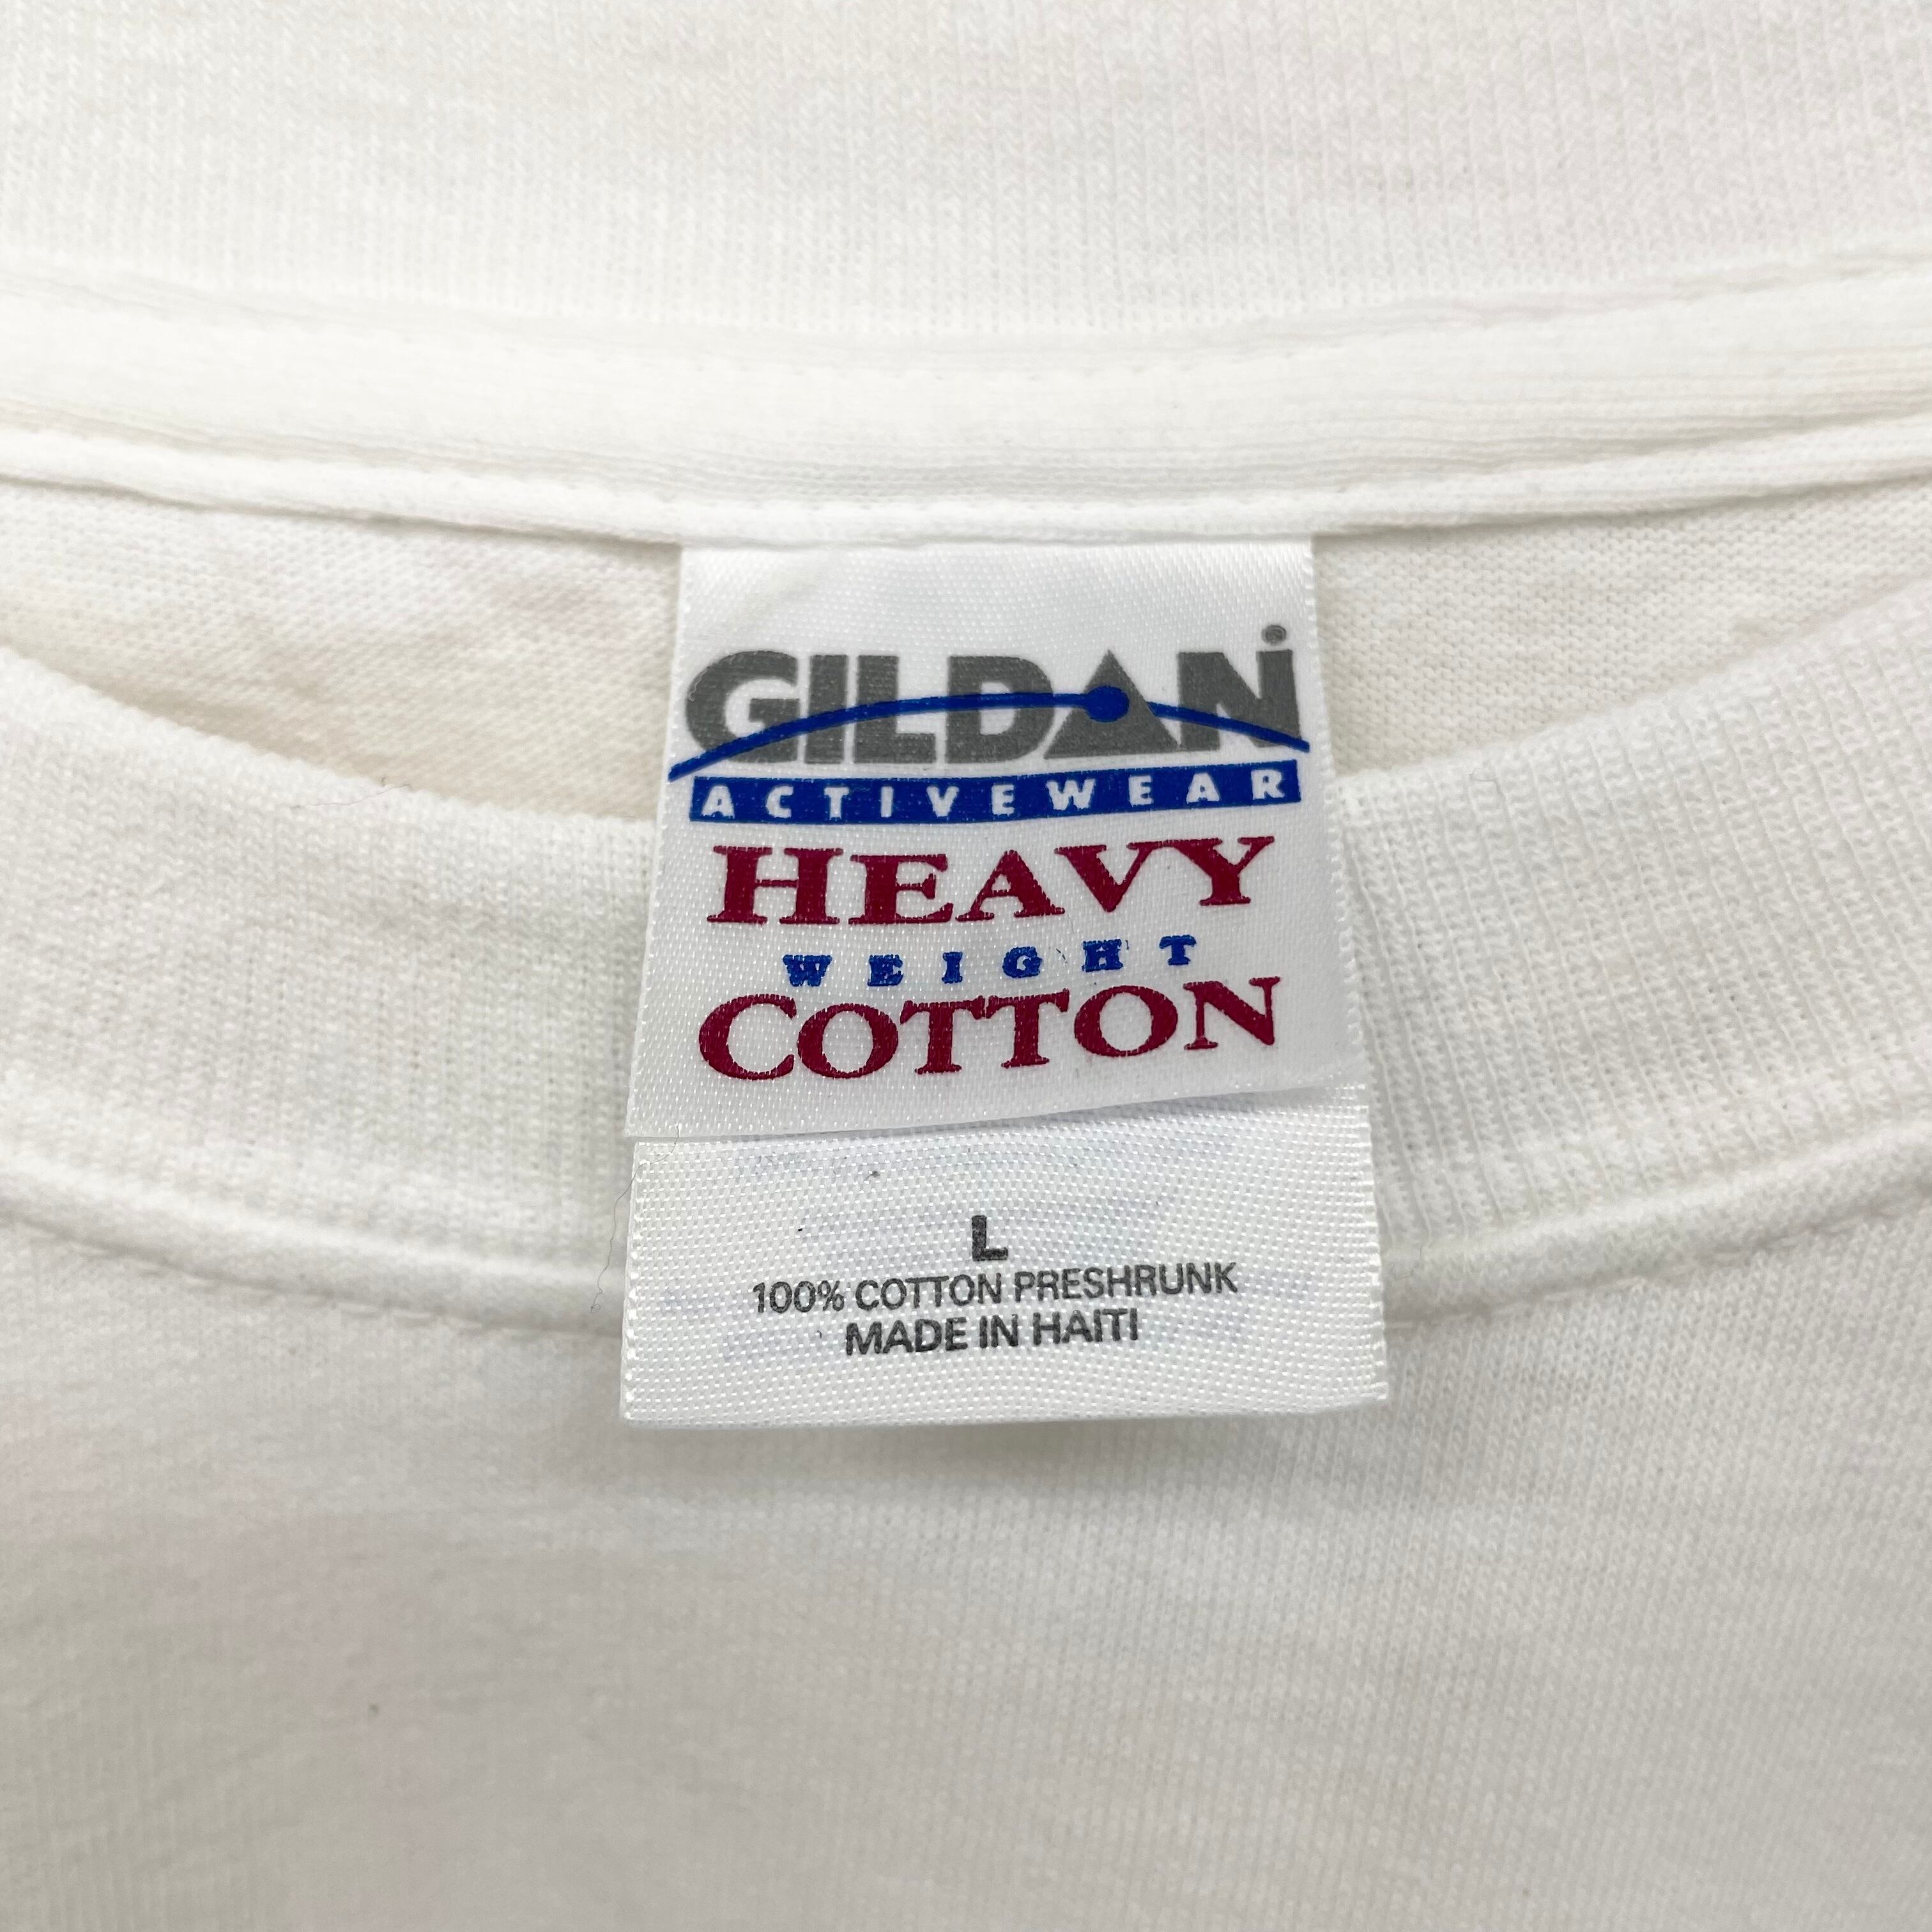 GILDAN
ACTIVEWEAR
HEAVY
WEIGHT
COTTON
L
100% COTTON PRESHRUNK
MADE IN HAITI